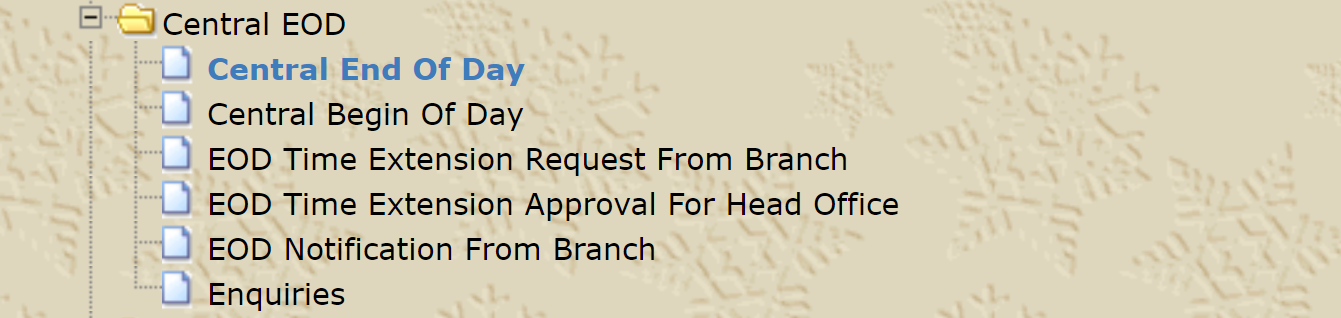 Central EOD
Central End Of Day
Central Begin Of Day
EOD Time Extension Request From Branch
EOD Time Extension Approval For Head Office
EOD Notification From Branch
Enquiries